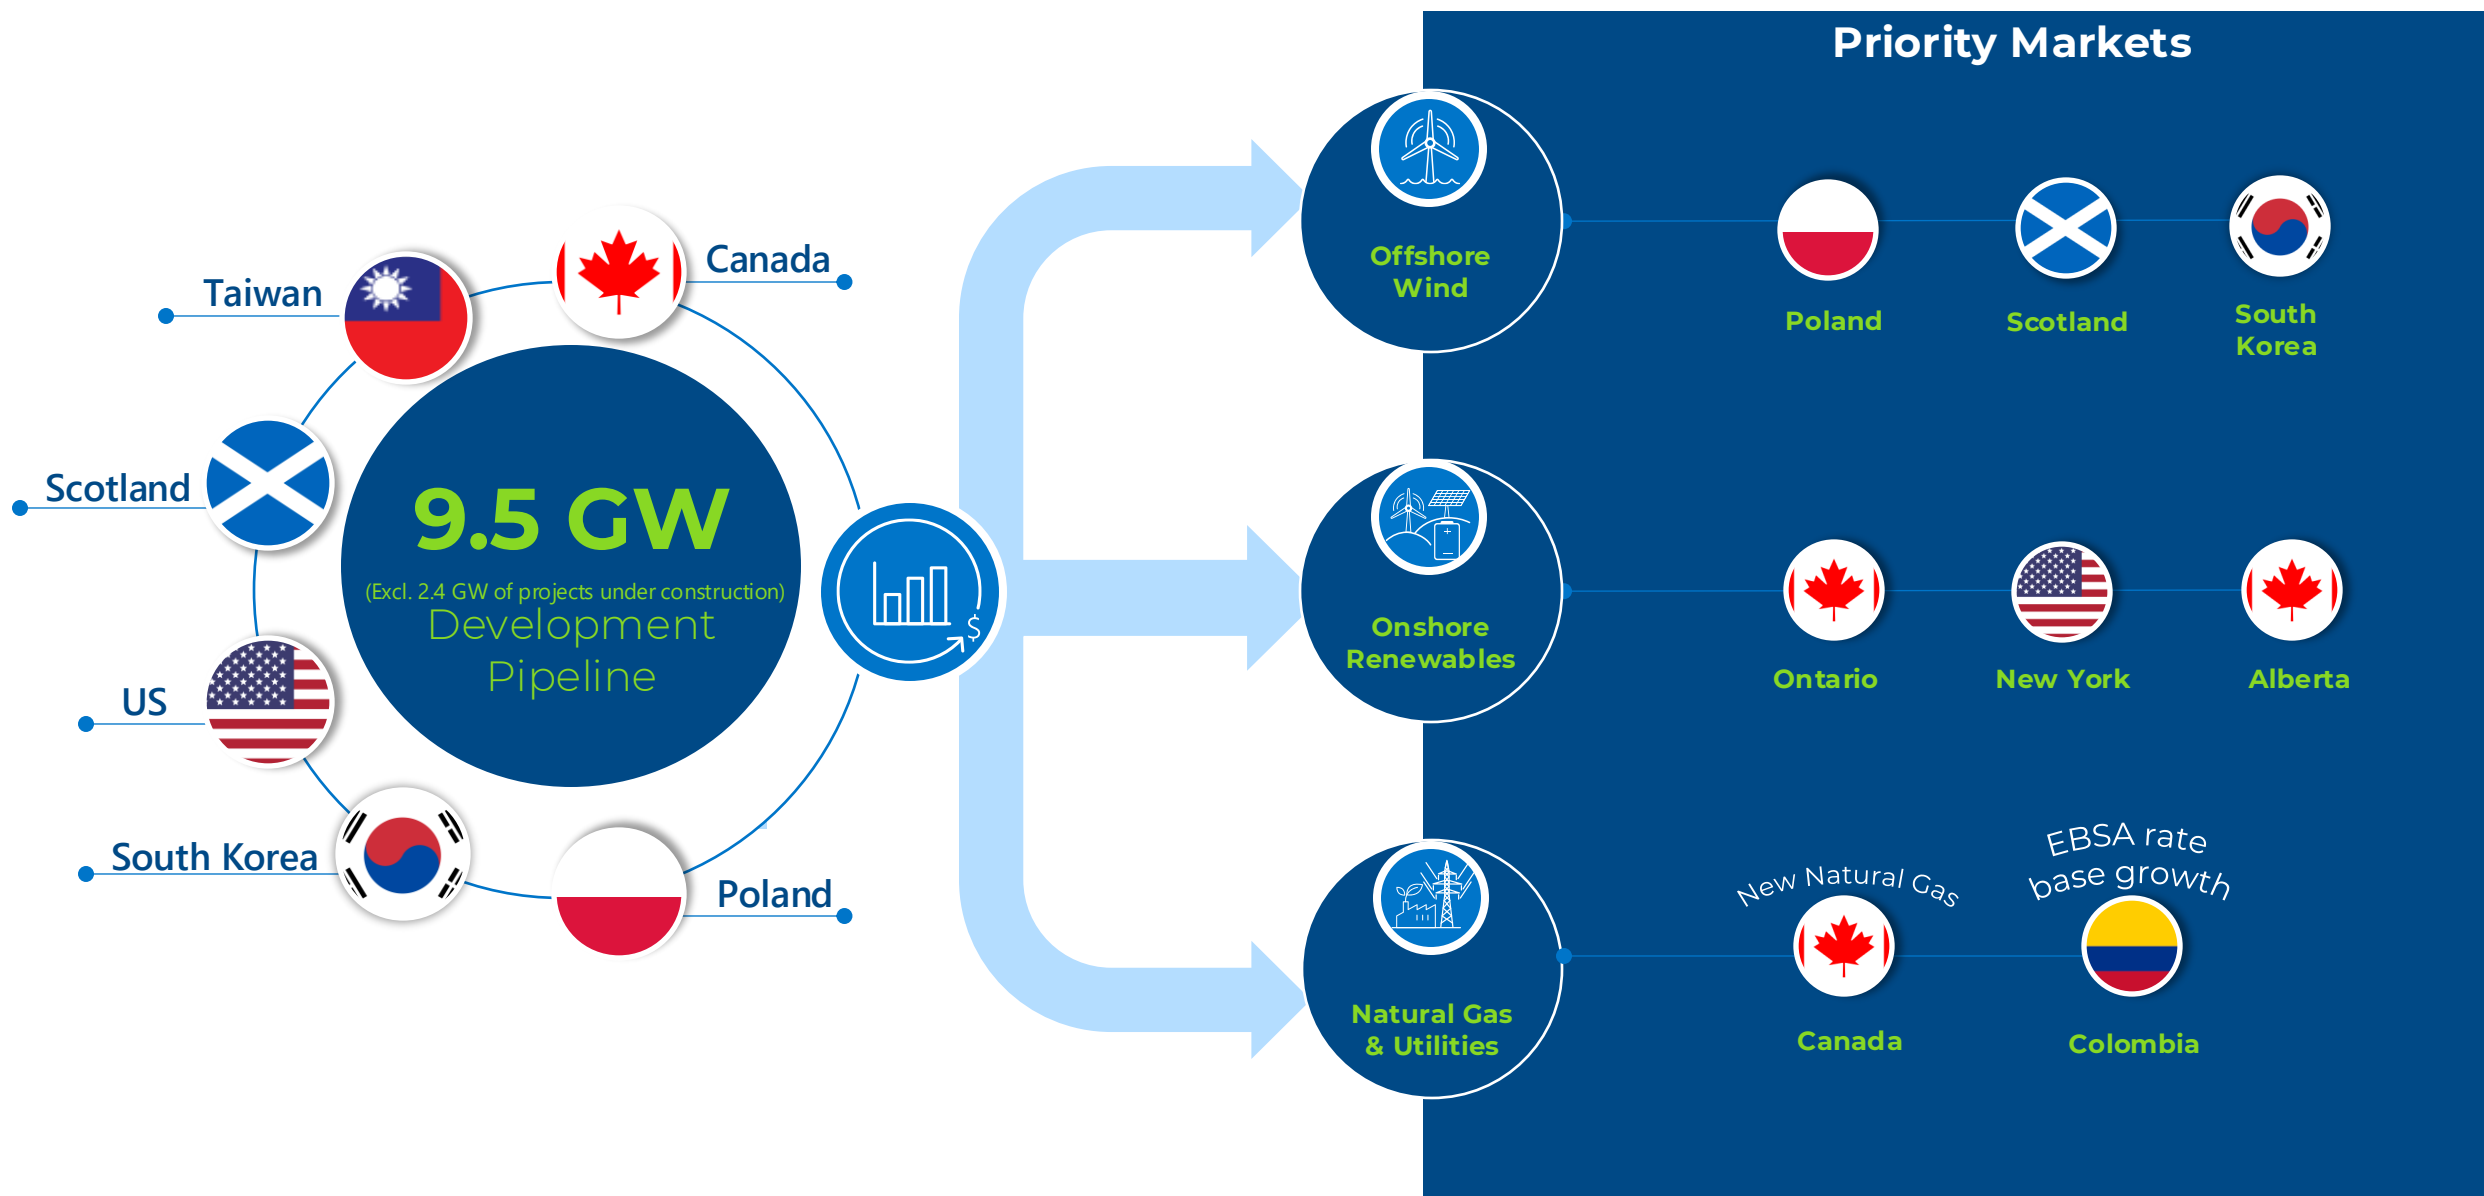 Priority Markets
Canada
Taiwan
Scotland
US
South Korea
Poland
9.5 GW
(Excl. 2.4 GW of projects under construction)
Development
Pipeline
Offshore
Wind
Poland
Scotland
South
Korea
Onshore
Renewables
Ontario
New York
Alberta
Natural Gas
& Utilities
New Natural Gas
Canada
EBSA rate
base growth
Colombia
$